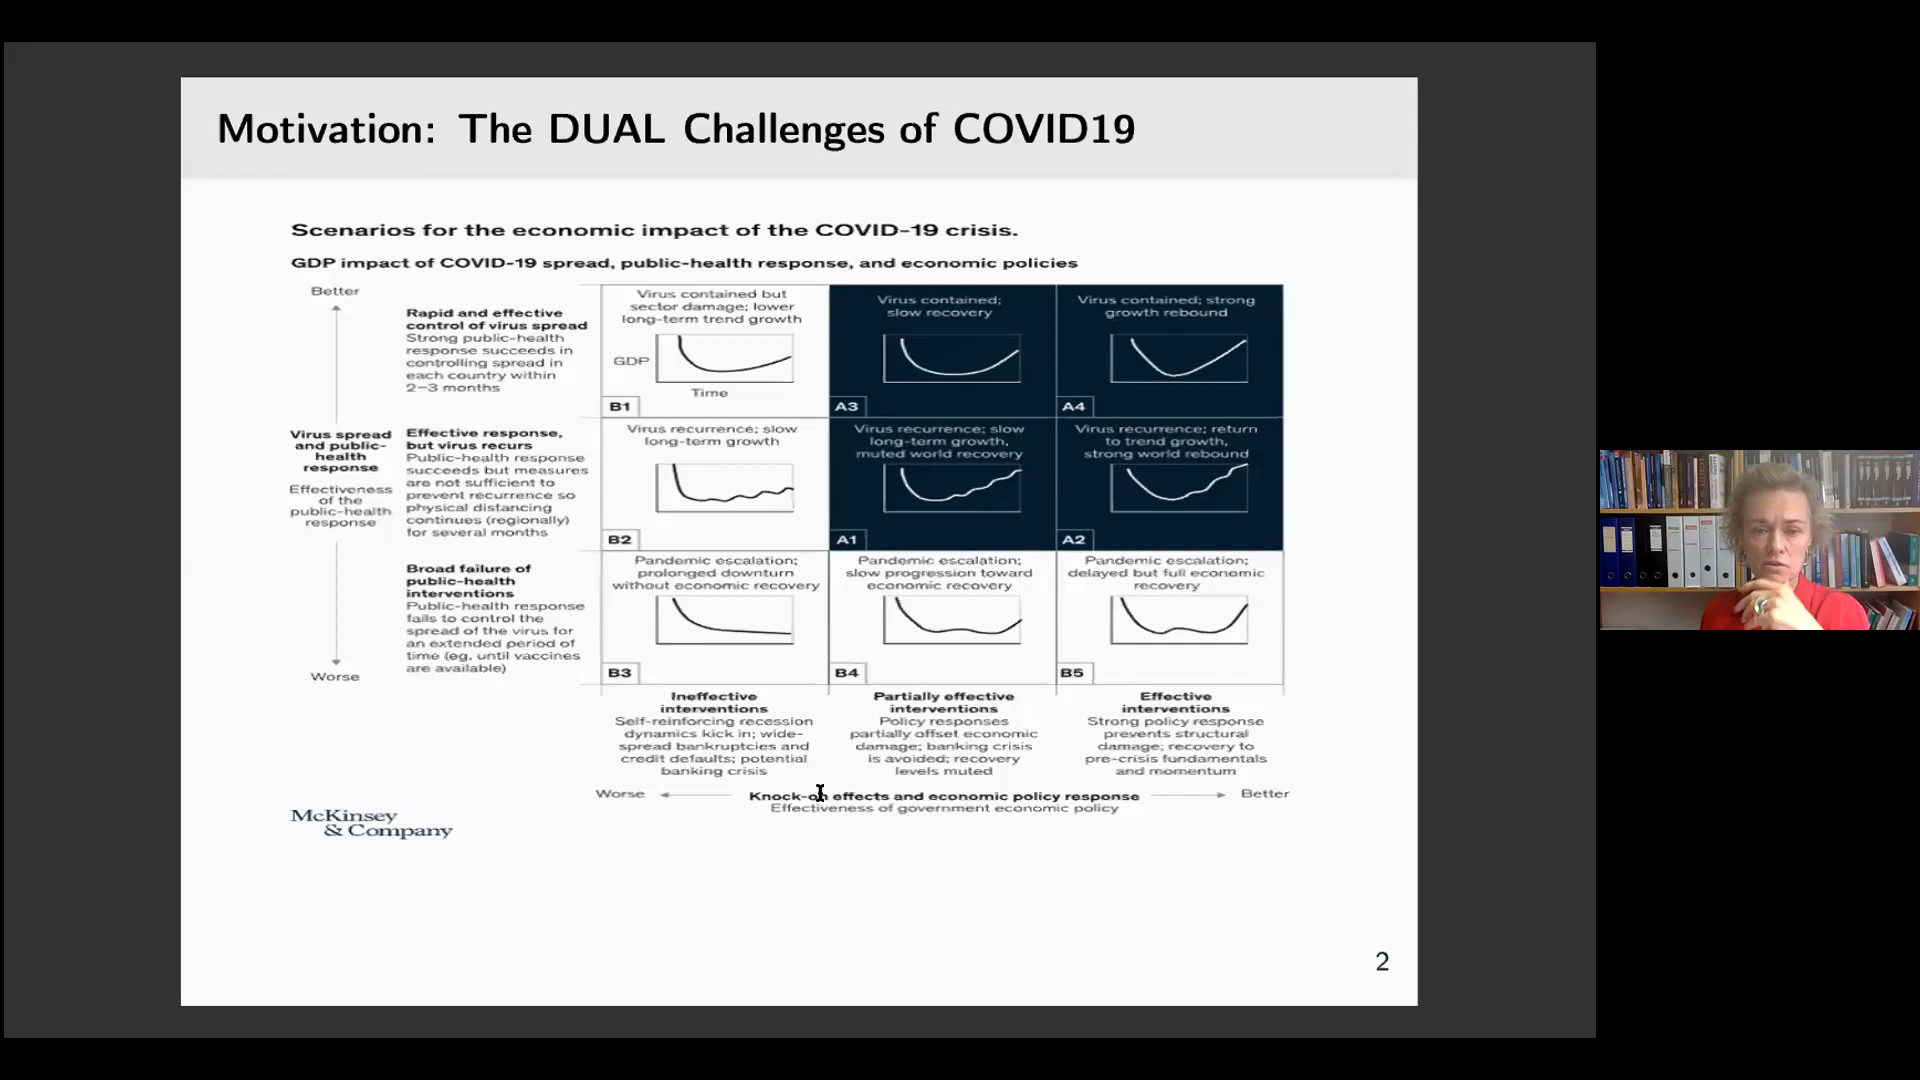 Motivation: The DUAL Challenges of COVID19
Scenarios for the economic impact of the COVID-19 crisis.
GDP impact of COVID-19 spread, public-health response, and economic policies
Better
Virus spread
and public-
health
response
Effectiveness
of the
public-health
response
Worse
Rapid and effective
control of virus spread
Strong public-health
response succeeds in
controlling spread in
each country within
2–3 months
Virus contained but
sector damage; lower
long-term trend growth
GDP
Time
B1
Virus contained;
slow recovery
A3
Virus contained; strong
growth rebound
A4
Effective response,
but virus recurs
Public-health response
succeeds but measures
are not sufficient to
prevent recurrence so
physical distancing
continues (regionally)
for several months
Virus recurrence; slow
long-term growth
B2
Virus recurrence; slow
long-term growth,
muted world recovery
A1
Virus recurrence; return
to trend growth,
strong world rebound
A2
Broad failure of
public-health
interventions
Public-health response
fails to control the
spread of the virus for
an extended period of
time (eg, until vaccines
are available)
Pandemic escalation;
prolonged downturn
without economic recovery
B3
Pandemic escalation;
slow progression toward
economic recovery
B4
Pandemic escalation;
delayed but full economic
recovery
B5
Ineffective
interventions
Self-reinforcing recession
dynamics kick in; wide-
spread bankruptcies and
credit defaults; potential
banking crisis
Partially effective
interventions
Policy responses
partially offset economic
damage; banking crisis
is avoided; recovery
levels muted
Effective
interventions
Strong policy response
prevents structural
damage; recovery to
pre-crisis fundamentals
and momentum
Worse
Knock-on effects and economic policy response
Effectiveness of government economic policy
Better
McKinsey
& Company
2